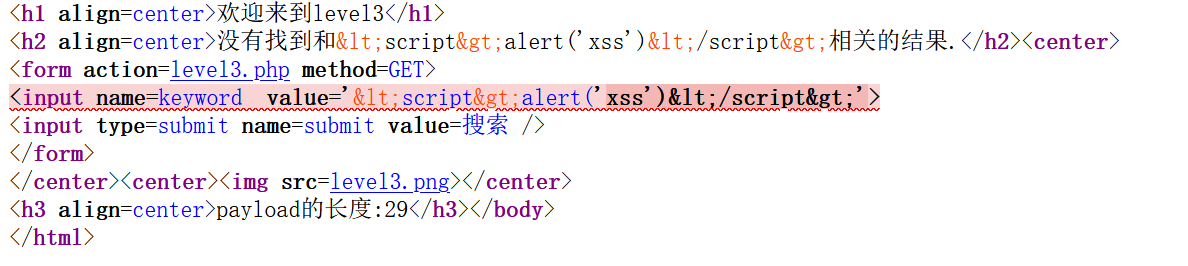 <h1 align=center>欢迎来到level3</h1>
<h2 align=center>没有找到和&lt;script&gt;alert('xss')&lt;/script&gt;相关的结果.</h2><center>
<form action=level3.php method=GET>
<input name=keyword  value='&lt;script&gt;alert('xss')&lt;/script&gt;'>
<input type=submit name=submit value=搜索 />
</form>
</center><center><img src=level3.png></center>
<h3 align=center>payload的长度:29</h3></body>
</html>